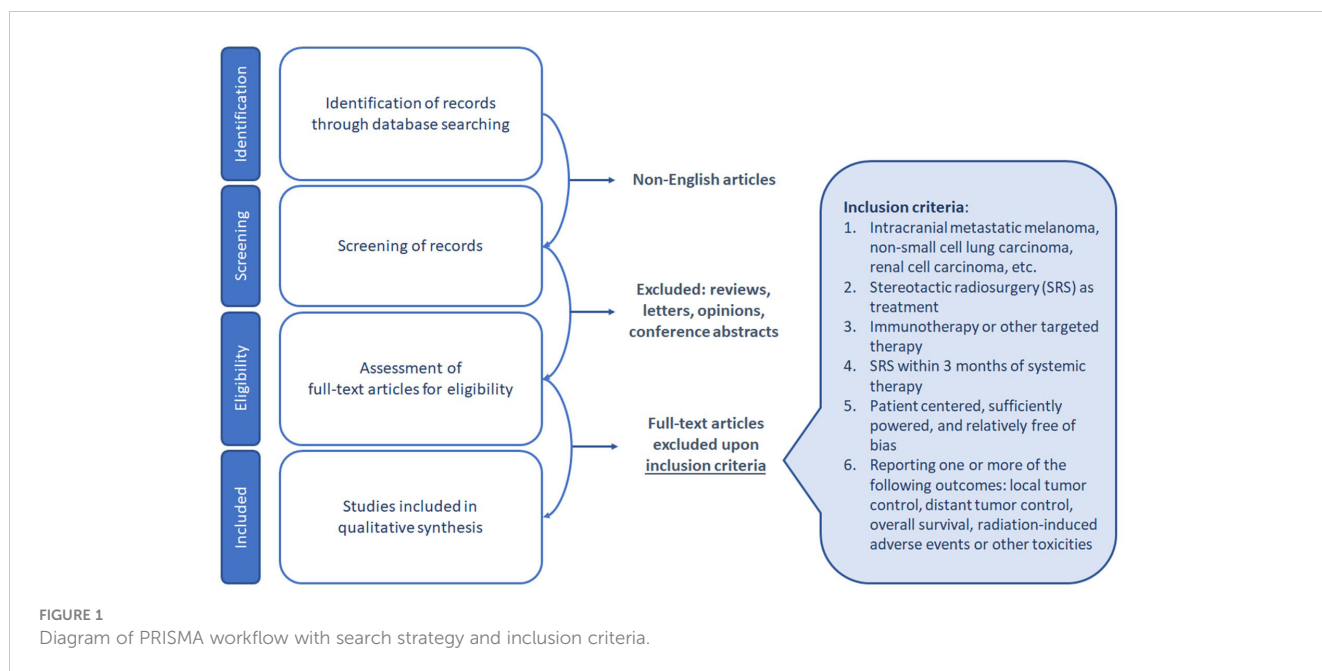 Identification
Identification of records
through database searching
Non-English articles
Screening
Screening of records
Excluded: reviews,
letters, opinions,
conference abstracts
Eligibility
Assessment of
full-text articles for eligibility
Full-text articles
excluded upon
inclusion criteria
Included
Studies included in
qualitative synthesis
Inclusion criteria:
1. Intracranial metastatic melanoma,
non-small cell lung carcinoma,
renal cell carcinoma, etc.
2. Stereotactic radiosurgery (SRS) as
treatment
3. Immunotherapy or other targeted
therapy
4. SRS within 3 months of systemic
therapy
5. Patient centered, sufficiently
powered, and relatively free of
bias
6. Reporting one or more of the
following outcomes: local tumor
control, distant tumor control,
overall survival, radiation-induced
adverse events or other toxicities
FIGURE 1
Diagram of PRISMA workflow with search strategy and inclusion criteria.